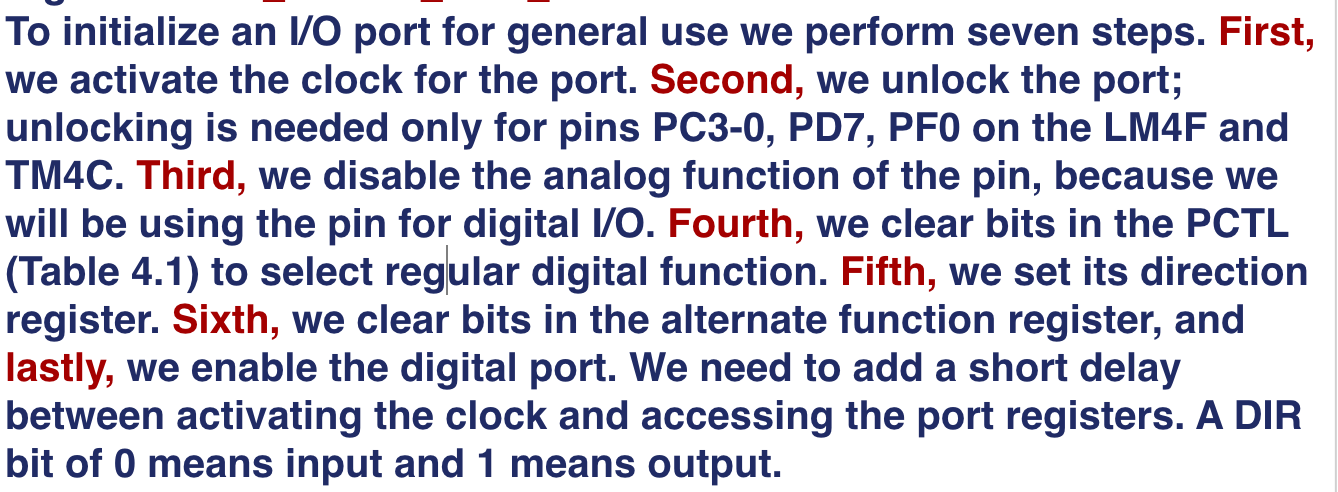 To initialize an I/O port for general use we perform seven steps. First,
we activate the clock for the port. Second, we unlock the port;
unlocking is needed only for pins PC3-0, PD7, PF0 on the LM4F and
TM4C. Third, we disable the analog function of the pin, because we
will be using the pin for digital I/O. Fourth, we clear bits in the PCTL
(Table 4.1) to select regular digital function. Fifth, we set its direction
register. Sixth, we clear bits in the alternate function register, and
lastly, we enable the digital port. We need to add a short delay
between activating the clock and accessing the port registers. A DIR
bit of 0 means input and 1 means output.